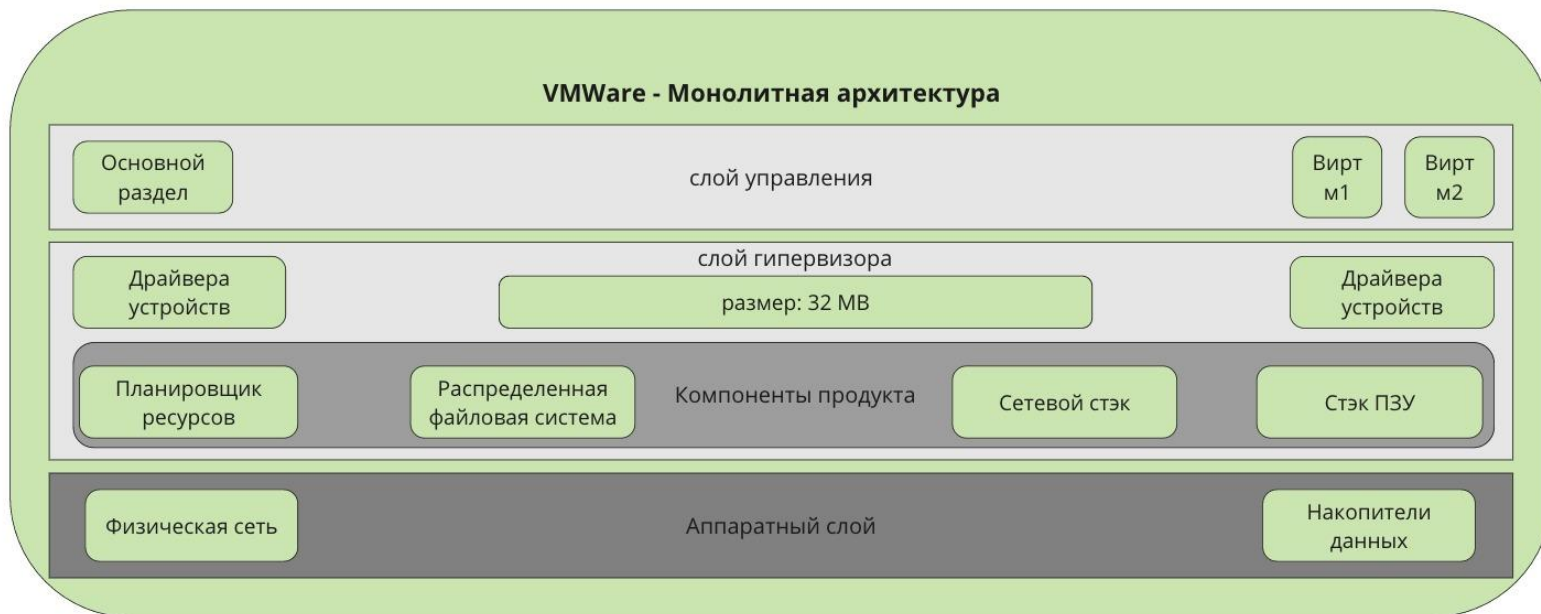 VMWare - Монолитная архитектура
Основной
раздел
слой управления
Вирт
м1
Вирт
м2
слой гипервизора
Драйвера
устройств
размер: 32 MB
Драйвера
устройств
Планировщик
ресурсов
Распределенная
файловая система
Компоненты продукта
Сетевой стэк
Стэк ПЗУ
Физическая сеть
Аппаратный слой
Накопители
данных